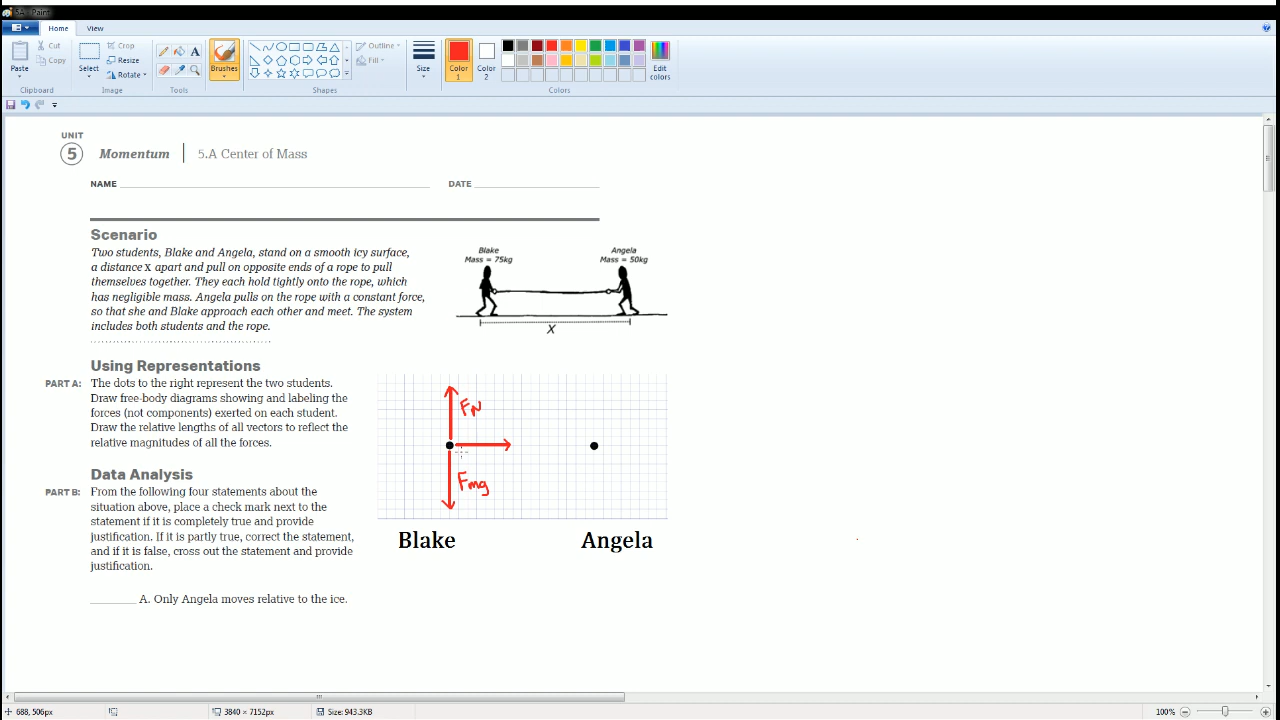 5A - Paint
Home
View
Paste
Cut
Copy
Clipboard
Select
Crop
Resize
Rotate
Image
A
Tools
Brushes
Shapes
Outline
Fill
Size
Color 1
Color 2
Edit colors
Colors
UNIT
5 Momentum 5.A Center of Mass
NAME DATE
Scenario
Two students, Blake and Angela, stand on a smooth icy surface,
a distance x apart and pull on opposite ends of a rope to pull
themselves together. They each hold tightly onto the rope, which
has negligible mass. Angela pulls on the rope with a constant force,
so that she and Blake approach each other and meet. The system
includes both students and the rope.
Blake
Mass = 75kg
Angela
Mass = 50kg
X
Using Representations
PART A: The dots to the right represent the two students.
Draw free-body diagrams showing and labeling the
forces (not components) exerted on each student.
Draw the relative lengths of all vectors to reflect the
relative magnitudes of all the forces.
FN
Fmg
Blake
Angela
Data Analysis
PART B: From the following four statements about the
situation above, place a check mark next to the
statement if it is completely true and provide
justification. If it is partly true, correct the statement,
and if it is false, cross out the statement and provide
justification.
A. Only Angela moves relative to the ice.
688, 506px
3840 × 7152px
Size: 943.3KB
100%